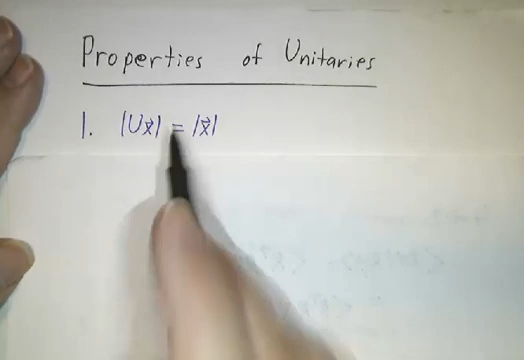 Properties of Unitaries
1. |Ux⃗| = |x⃗|